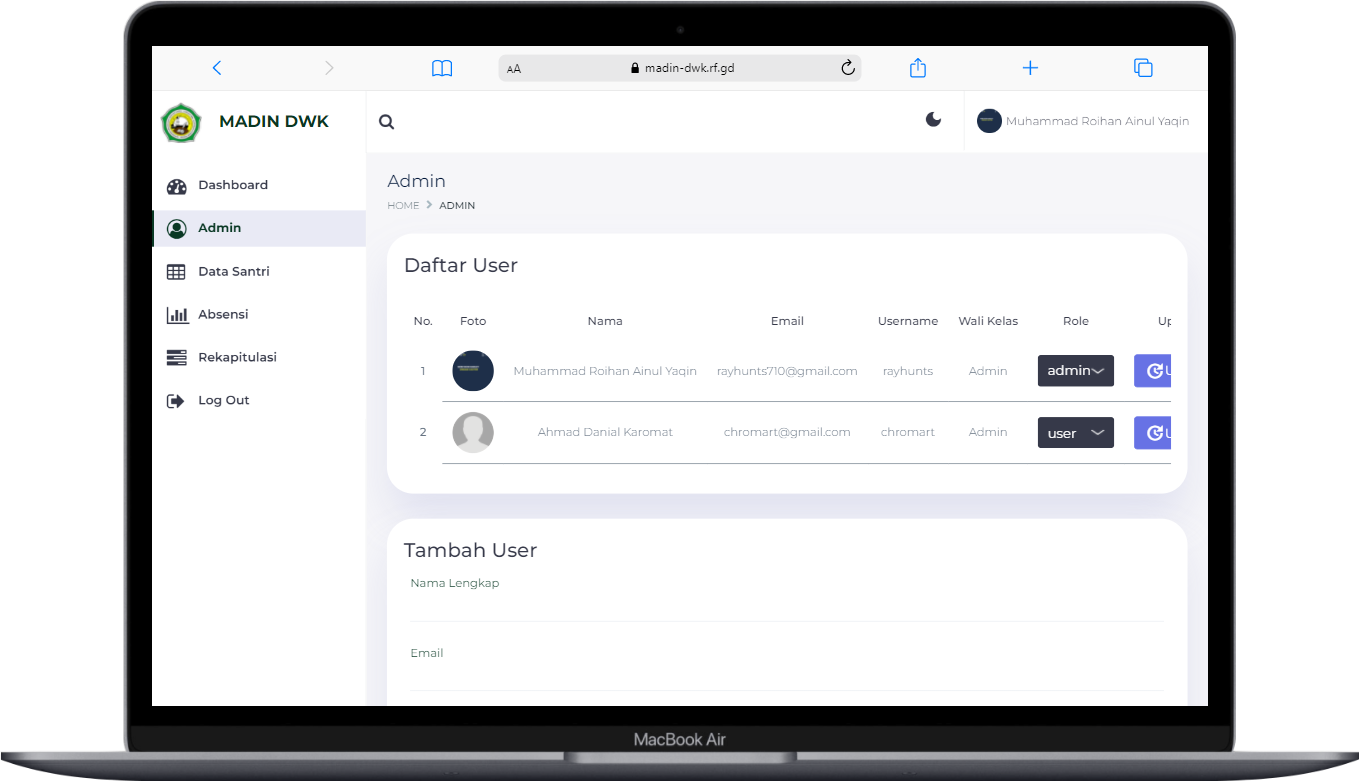 AA madin-dwk.rf.gd
MADIN DWK
Muhammad Roihan Ainul Yaqin
Dashboard
Admin
Data Santri
Absensi
Rekapitulasi
Log Out
Admin
HOME > ADMIN
Daftar User
No. Foto Nama Email Username Wali Kelas Role Up
1 Muhammad Roihan Ainul Yaqin rayhunts710@gmail.com rayhunts Admin admin U
2 Ahmad Danial Karomat chromart@gmail.com chromart Admin user U
Tambah User
Nama Lengkap
Email
MacBook Air